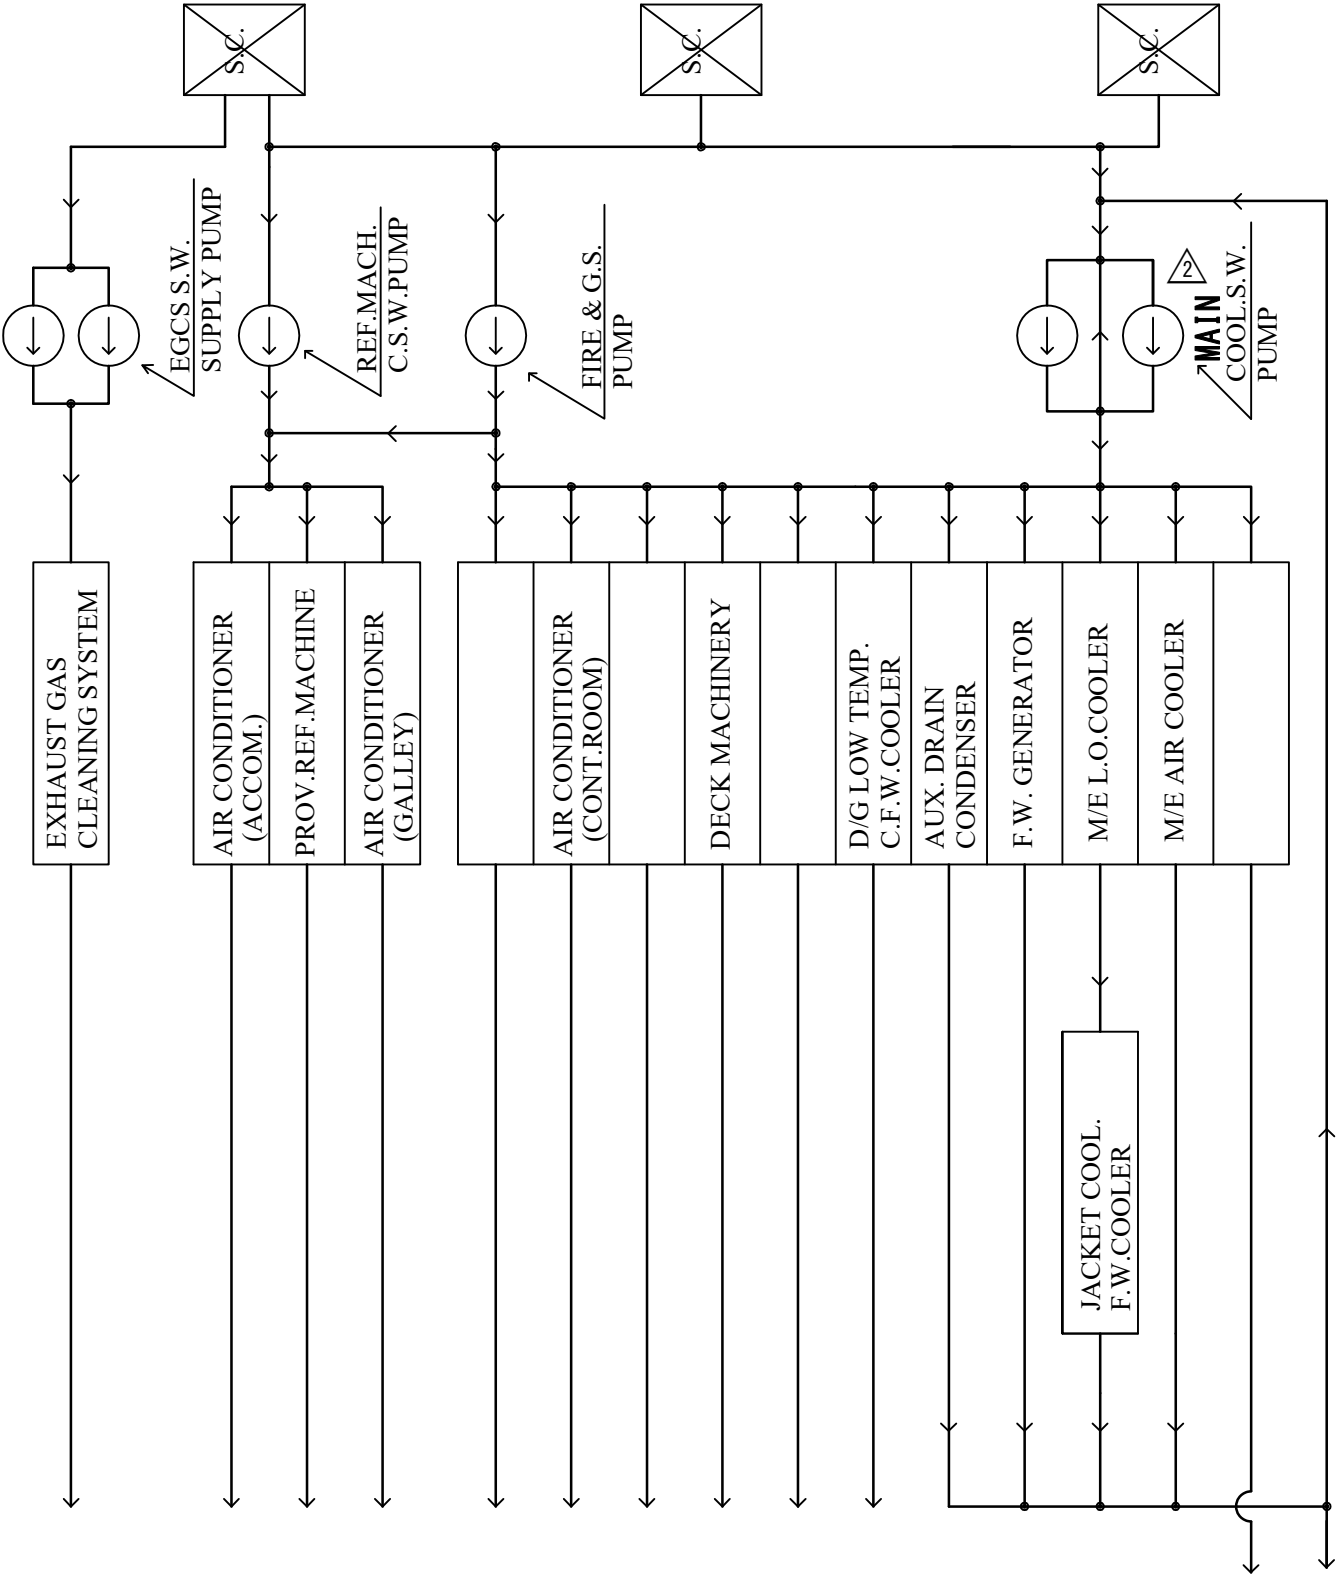 S.C.
S.C.
S.C.
EGCS S.W.
SUPPLY PUMP
REF.MACH.
C.S.W.PUMP
FIRE & G.S.
PUMP
2
MAIN
COOL.S.W.
PUMP
EXHAUST GAS
CLEANING SYSTEM
AIR CONDITIONER
(ACCOM.)
PROV.REF.MACHINE
AIR CONDITIONER
(GALLEY)
AIR CONDITIONER
(CONT.ROOM)
DECK MACHINERY
D/G LOW TEMP.
C.F.W.COOLER
AUX. DRAIN
CONDENSER
F.W. GENERATOR
M/E L.O.COOLER
M/E AIR COOLER
JACKET COOL.
F.W.COOLER